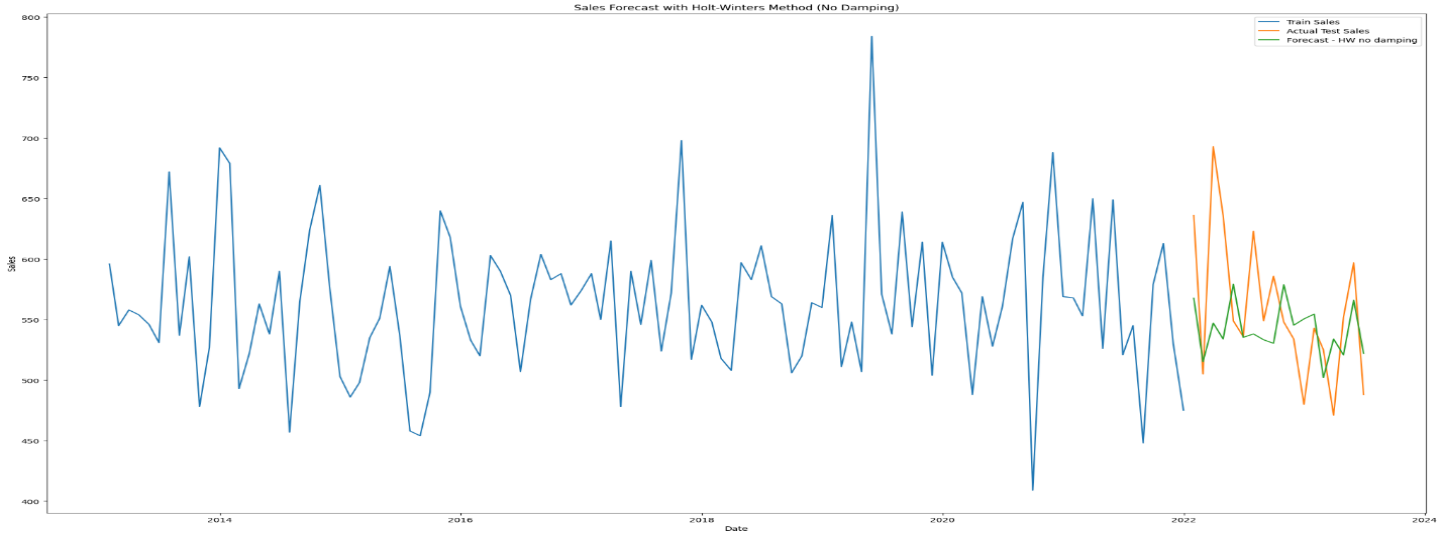 Sales Forecast with Holt-Winters Method (No Damping)
Train Sales
Actual Test Sales
Forecast - HW no damping
800
750
700
650
600
550
500
450
400
Sales
2014
2016
2018
2020
2022
2024
Date